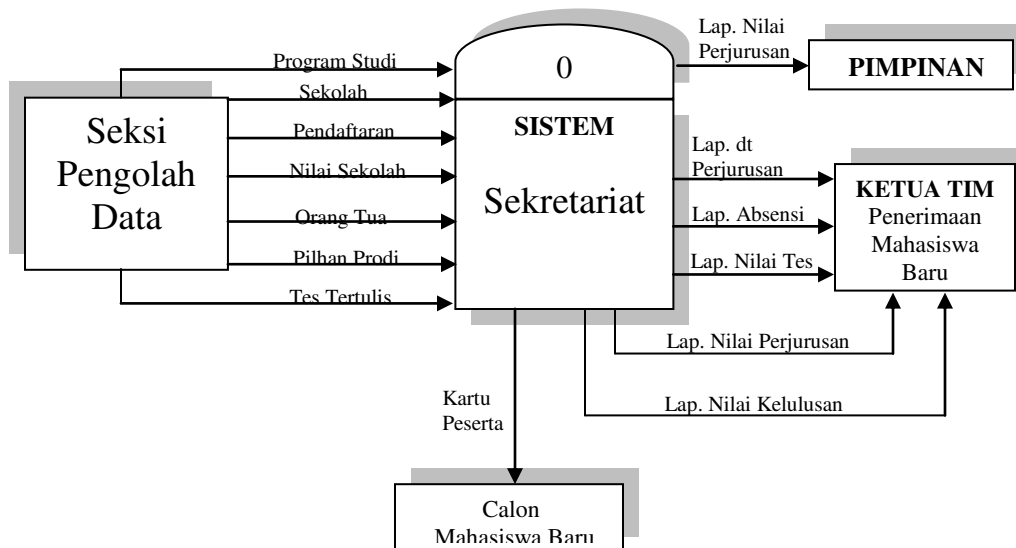 Program Studi
Sekolah
Pendaftaran
Nilai Sekolah
Orang Tua
Pilhan Prodi
Tes Tertulis
Seksi
Pengolah
Data
0
SISTEM
Sekretariat
Lap. Nilai
Perjurusan
PIMPINAN
Lap. dt
Perjurusan
Lap. Absensi
Lap. Nilai Tes
KETUA TIM
Penerimaan
Mahasiswa
Baru
Lap. Nilai Perjurusan
Lap. Nilai Kelulusan
Kartu
Peserta
Calon
Mahasiswa Baru